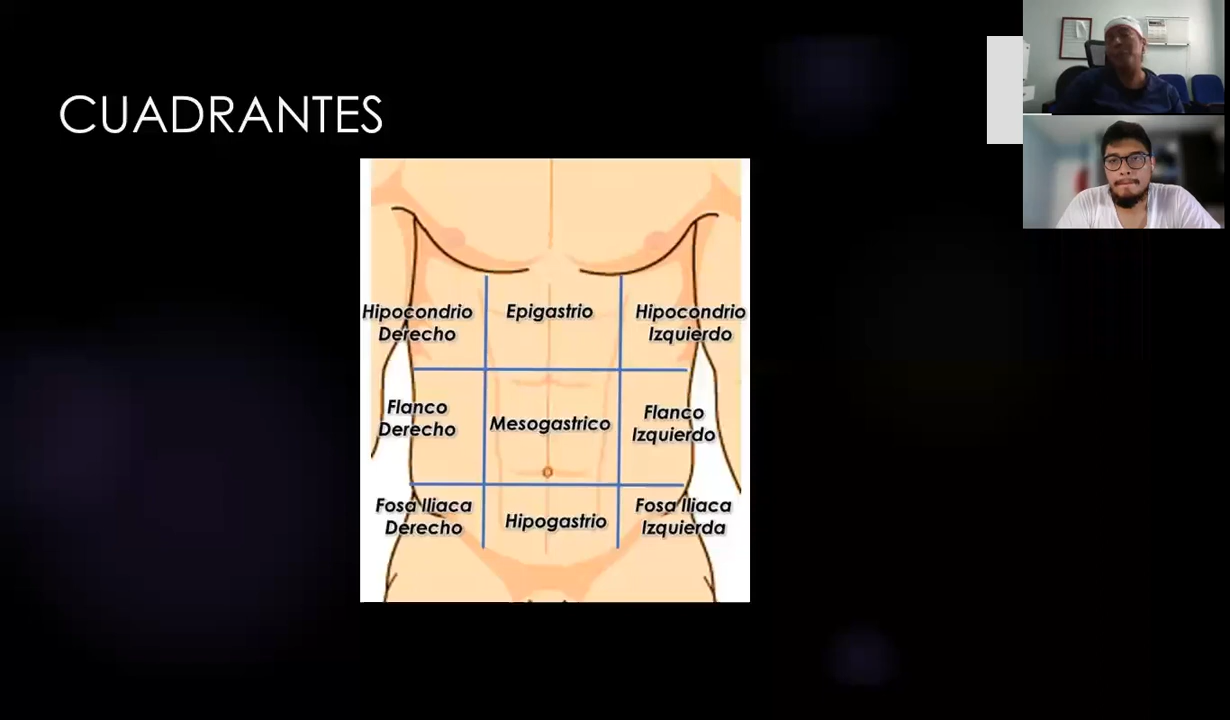 CUADRANTES
Hipocondrio
Derecho
Epigastrio
Hipocondrio
Izquierdo
Flanco
Derecho
Mesogastrico
Flanco
Izquierdo
Fosa Iliaca
Derecho
Hipogastrio
Fosa Iliaca
Izquierda